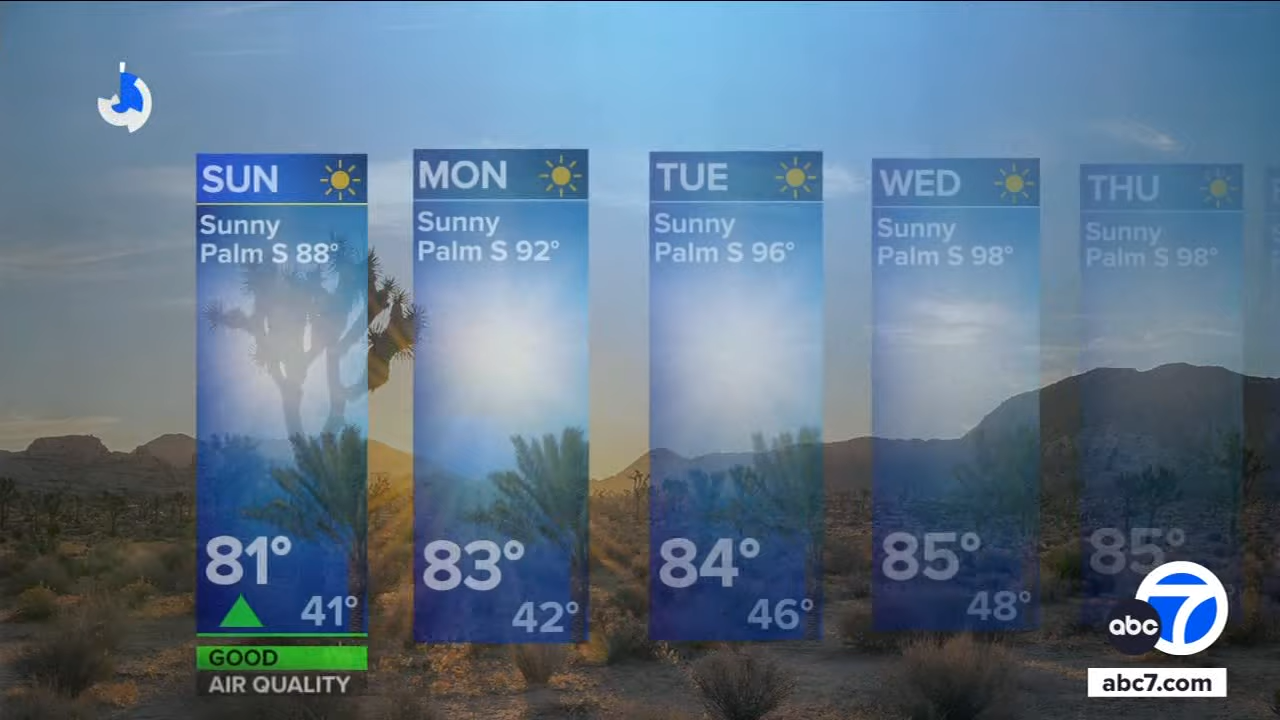 SUN
Sunny
Palm S 88°
81°
41°
GOOD
AIR QUALITY
MON
Sunny
Palm S 92°
83°
42°
TUE
Sunny
Palm S 96°
84°
46°
WED
Sunny
Palm S 98°
85°
48°
THU
Sunny
Palm S 98°
85°
abc 7
abc7.com